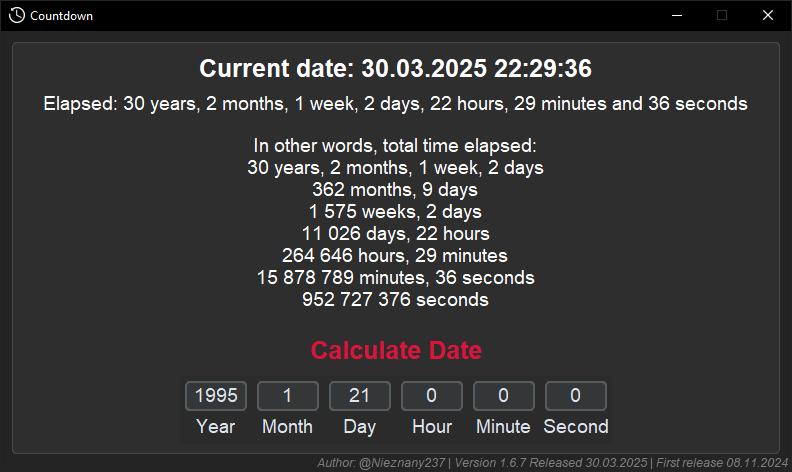 Countdown
Current date: 30.03.2025 22:29:36
Elapsed: 30 years, 2 months, 1 week, 2 days, 22 hours, 29 minutes and 36 seconds
In other words, total time elapsed:
30 years, 2 months, 1 week, 2 days
362 months, 9 days
1 575 weeks, 2 days
11 026 days, 22 hours
264 646 hours, 29 minutes
15 878 789 minutes, 36 seconds
952 727 376 seconds
Calculate Date
1995 1 21 0 0 0
Year Month Day Hour Minute Second
Author: @Nieznany237 | Version 1.6.7 Released 30.03.2025 | First release 08.11.2024